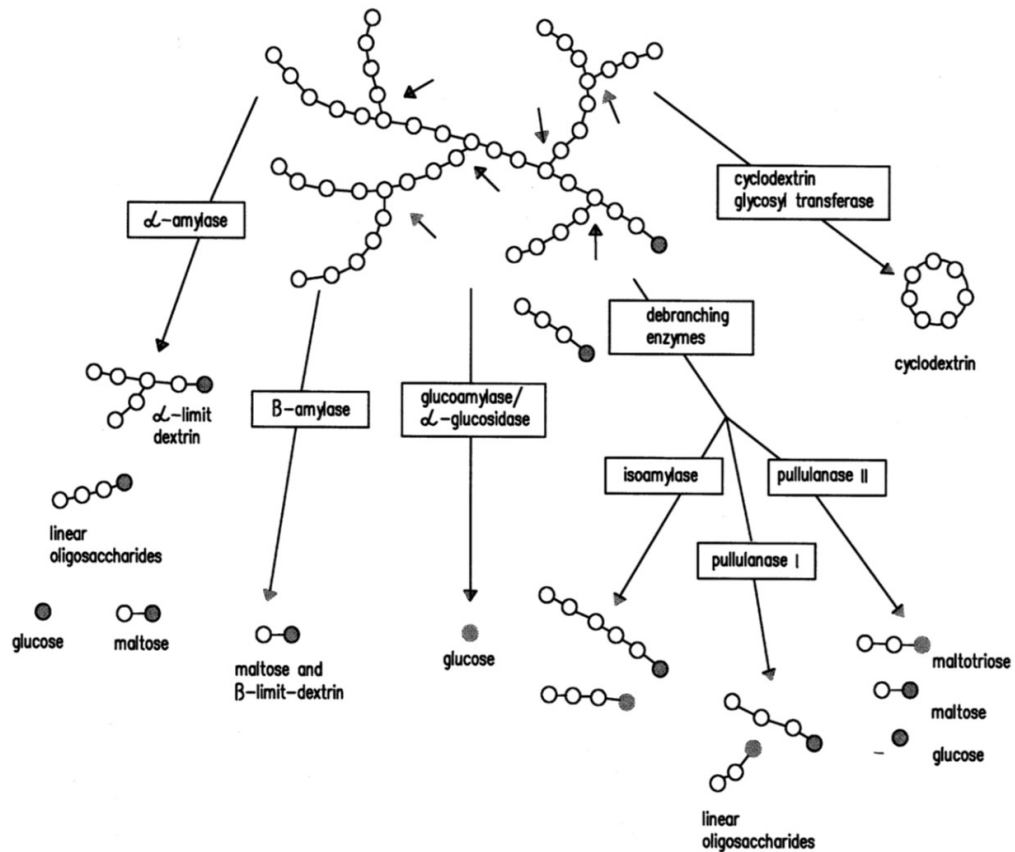 cyclodextrin
glycosyl transferase
α-amylase
debranching
enzymes
cyclodextrin
β-amylase
glucoamylase/
α-glucosidase
α-limit
dextrin
isoamylase
pullulanase II
linear
oligosaccharides
pullulanase I
glucose
maltose
maltose and
β-limit-dextrin
glucose
maltotriose
maltose
glucose
linear
oligosaccharides